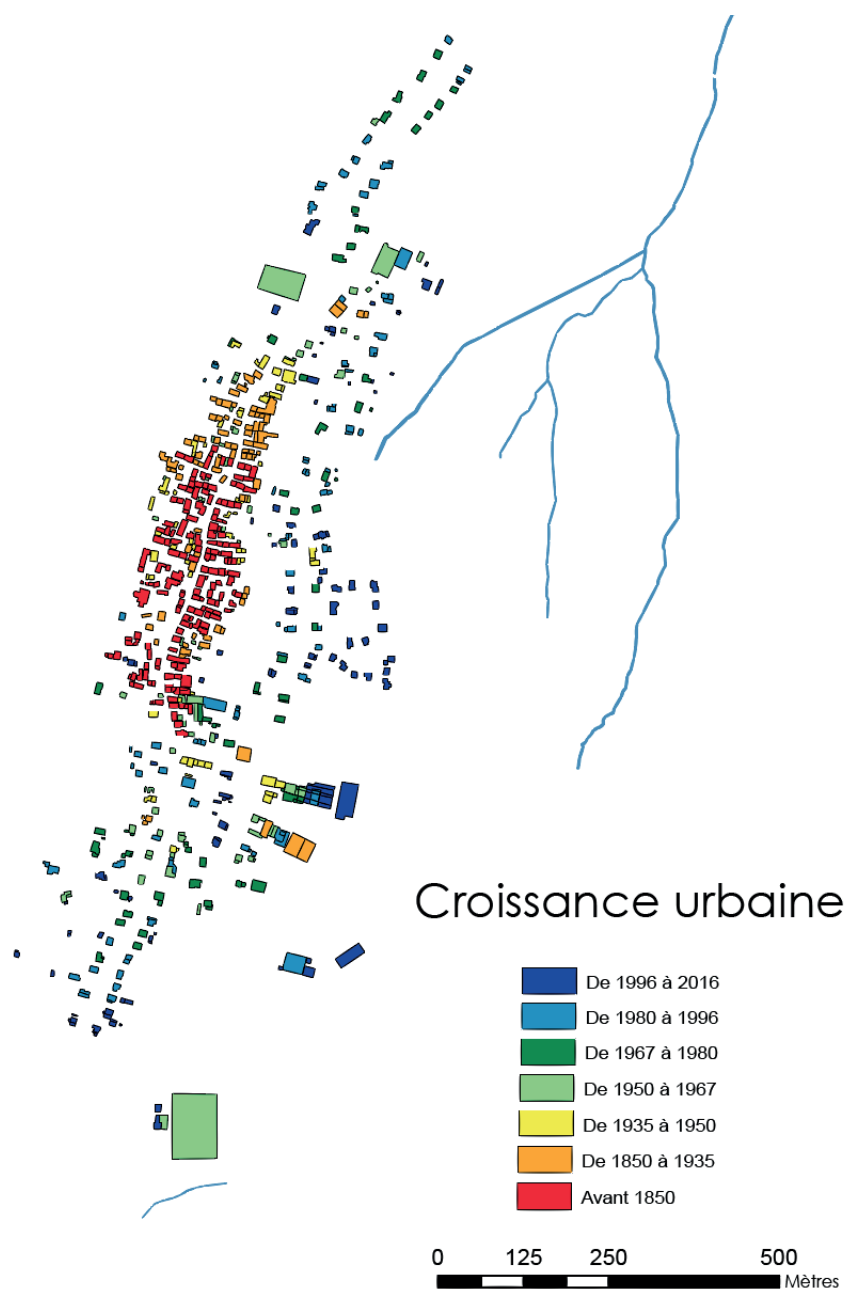 Croissance urbaine
De 1996 à 2016
De 1980 à 1996
De 1967 à 1980
De 1950 à 1967
De 1935 à 1950
De 1850 à 1935
Avant 1850
0 125 250 500
Mètres